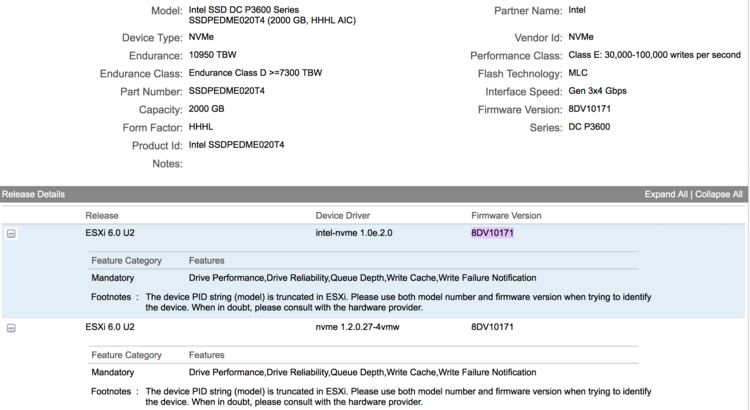 Model: Intel SSD DC P3600 Series
SSDPEDME020T4 (2000 GB, HHHL AIC)
Device Type: NVMe
Endurance: 10950 TBW
Endurance Class: Endurance Class D >=7300 TBW
Part Number: SSDPEDME020T4
Capacity: 2000 GB
Form Factor: HHHL
Product Id: Intel SSDPEDME020T4
Notes:
Partner Name: Intel
Vendor Id: NVMe
Performance Class: Class E: 30,000-100,000 writes per second
Flash Technology: MLC
Interface Speed: Gen 3x4 Gbps
Firmware Version: 8DV10171
Series: DC P3600
Release Details Expand All | Collapse All
Release Device Driver Firmware Version
ESXi 6.0 U2 intel-nvme 1.0e.2.0 8DV10171
Feature Category Features
Mandatory Drive Performance,Drive Reliability,Queue Depth,Write Cache,Write Failure Notification
Footnotes : The device PID string (model) is truncated in ESXi. Please use both model number and firmware version when trying to identify
the device. When in doubt, please consult with the hardware provider.
ESXi 6.0 U2 nvme 1.2.0.27-4vmw 8DV10171
Feature Category Features
Mandatory Drive Performance,Drive Reliability,Queue Depth,Write Cache,Write Failure Notification
Footnotes : The device PID string (model) is truncated in ESXi. Please use both model number and firmware version when trying to identify
the device. When in doubt, please consult with the hardware provider.